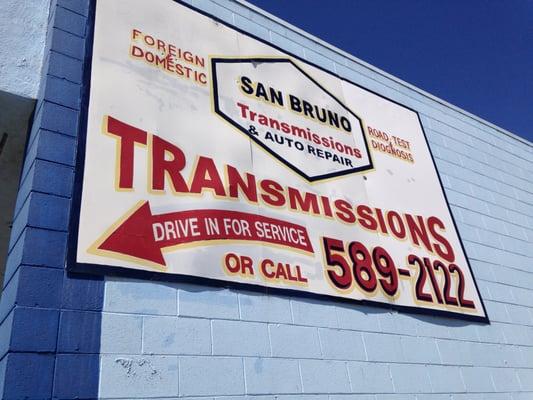 FOREIGN
& DOMESTIC
SAN BRUNO
Transmissions
& AUTO REPAIR
ROAD-TEST
& DIAGNOSIS
TRANSMISSIONS
DRIVE IN FOR SERVICE
OR CALL 589-2122